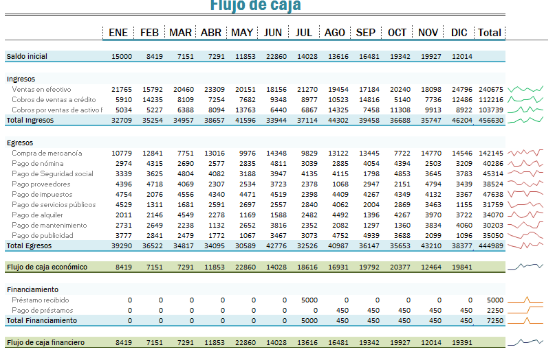 Flujo de caja
ENE FEB MAR ABR MAY JUN JUL AGO SEP OCT NOV DIC Total
Saldo inicial 15000 8419 7151 7291 11853 22860 14028 13616 16481 19342 19927 12014
Ingresos
Ventas en efectivo 21765 15792 20460 23309 20151 18156 21270 19454 17184 20240 18098 24796 240675
Cobros de ventas a crédito 5910 14235 8109 7254 7682 9348 8977 10523 14816 5140 7736 12486 112216
Cobros por ventas de activo f 5034 5227 6388 8094 13763 6440 6867 14325 7458 11308 9913 8922 103739
Total Ingresos 32709 35254 34957 38657 41596 33944 37114 44302 39458 36688 35747 46204 456630
Egresos
Compra de mercancía 10779 12841 7751 13016 9976 14348 9829 13122 13445 7722 14770 14546 142145
Pago de nómina 2974 4315 2690 2577 2835 4811 3039 2885 4054 4394 2503 3209 40286
Pago de Seguridad social 3339 3625 4804 4082 3188 3947 4135 4115 1798 4853 3645 3783 45314
Pago proveedores 4396 4718 4069 2307 2534 3723 2378 1068 2947 2151 4794 3439 38524
Pago de impuestos 4754 2076 4556 4340 4471 4519 2398 4409 4267 4349 4132 3367 47638
Pago de servicios públicos 4529 1311 1681 2591 2697 2557 2840 4062 2004 2869 3463 1155 31759
Pago de alquiler 2011 2146 4549 2278 1169 1588 2482 4492 1396 4267 3970 3722 34070
Pago de mantenimiento 2731 2649 2238 1132 2652 3816 2352 2082 1297 1360 3834 4060 30203
Pago de publicidad 3777 2841 2479 1772 1067 3467 3073 4752 4939 3688 2099 1096 35050
Total Egresos 39290 36522 34817 34095 30589 42776 32526 40987 36147 35653 43210 38377 444989
Flujo de caja económico 8419 7151 7291 11853 22860 14028 18616 16931 19792 20377 12464 19841
Financiamiento
Préstamo recibido 0 0 0 0 0 0 5000 0 0 0 0 0 5000
Pago de préstamos 0 0 0 0 0 0 0 450 450 450 450 450 2250
Total Financiamiento 0 0 0 0 0 0 5000 450 450 450 450 450 7250
Flujo de caja financiero 8419 7151 7291 11853 22860 14028 13616 16481 19342 19927 12014 19391